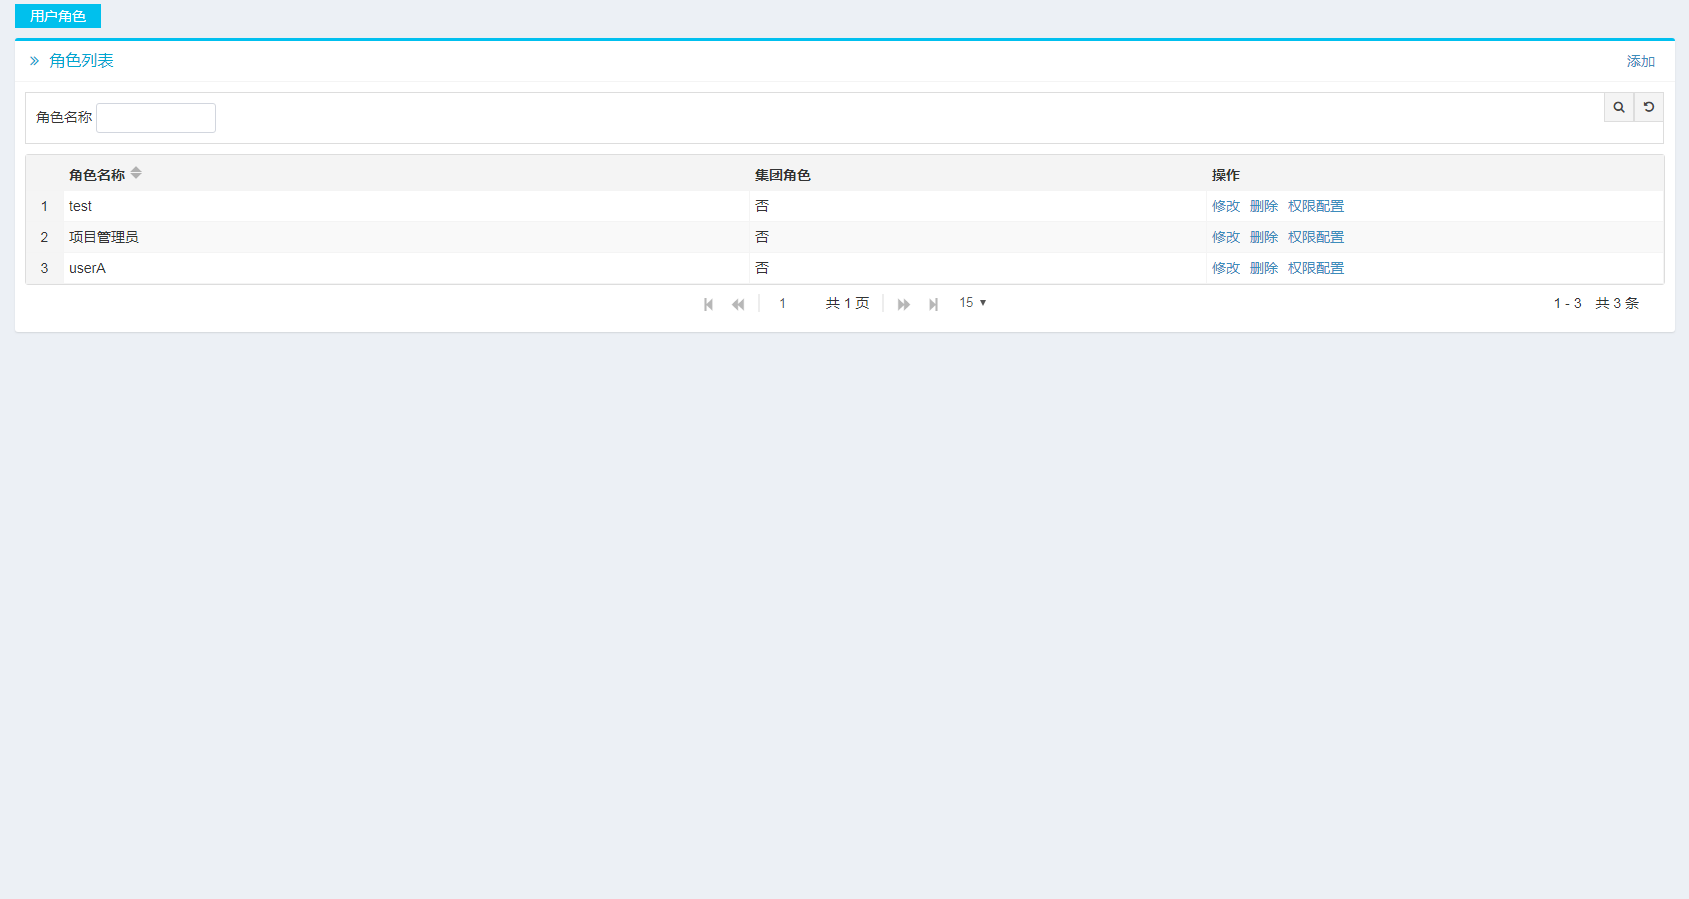 用户角色
角色列表 添加
角色名称
角色名称 集团角色 操作
1 test 否 修改 删除 权限配置
2 项目管理员 否 修改 删除 权限配置
3 userA 否 修改 删除 权限配置
1 共 1 页 15 1 - 3 共 3 条